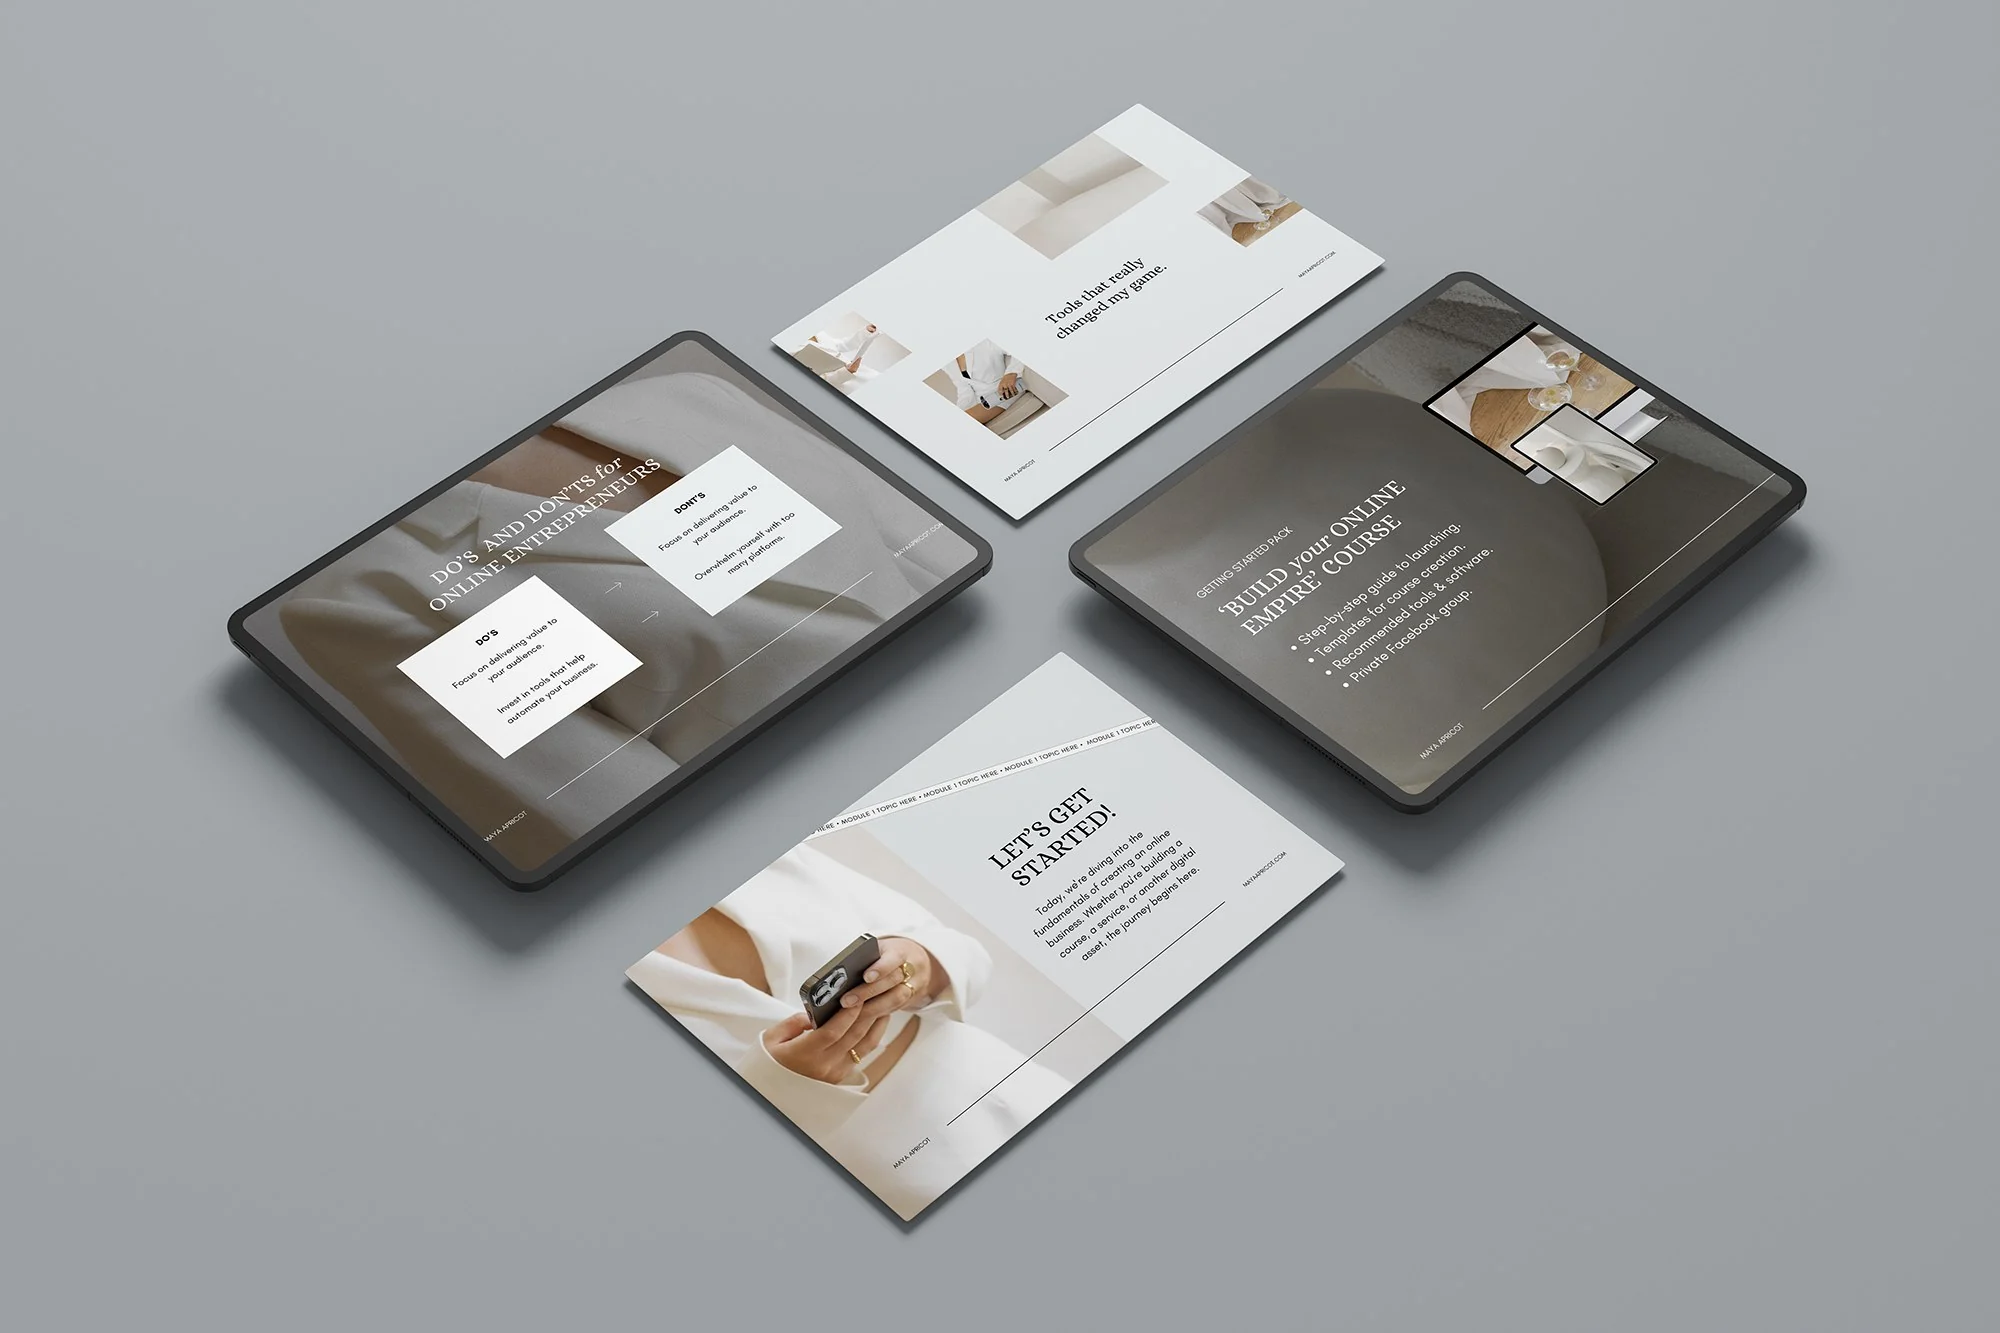 Tools that really
changed my game.
MAYA APRICOT
MAYAAPRICOT.COM
DO'S AND DON'TS for
ONLINE ENTREPRENEURS
DO'S
Focus on delivering value to
your audience.
Invest in tools that help
automate your business.
DONT'S
Focus on delivering value to
your audience.
Overwhelm yourself with too
many platforms.
MAYA APRICOT
MAYAAPRICOT.COM
GETTING STARTED PACK
‘BUILD your ONLINE
EMPIRE’ COURSE
• Step-by-step guide to launching.
• Templates for course creation.
• Recommended tools & software.
• Private Facebook group.
MAYA APRICOT
HERE • MODULE 1 TOPIC HERE • MODULE 1 TOPIC HERE • MODULE 1 TOPIC HERE • MODULE 1 TOPIC HER
LET'S GET
STARTED!
Today, we're diving into the
fundamentals of creating an online
business. Whether you're building a
course, a service, or another digital
asset, the journey begins here.
MAYA APRICOT
MAYAAPRICOT.COM